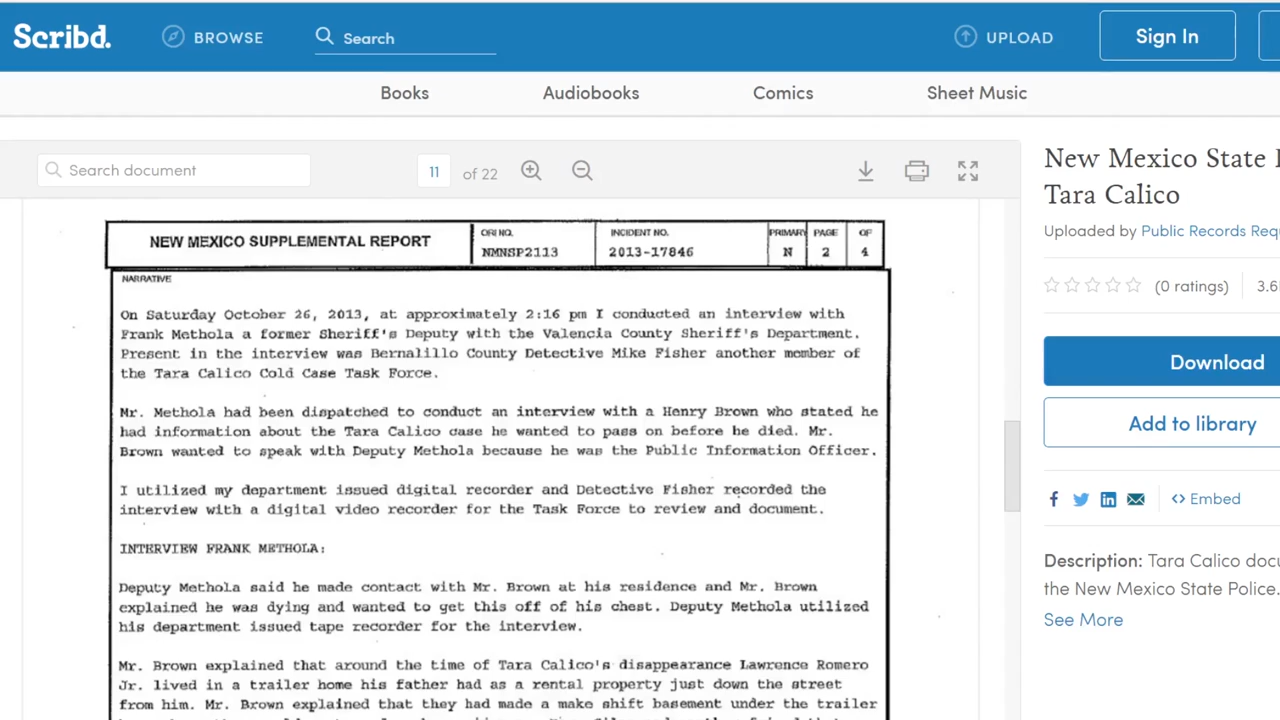 Scribd.
BROWSE
Search
UPLOAD
Sign In
Books
Audiobooks
Comics
Sheet Music
Search document
11 of 22
New Mexico State
Tara Calico
Uploaded by Public Records Req
(0 ratings)
3.6
Download
Add to library
Embed
Description: Tara Calico docu
the New Mexico State Police.
See More
NEW MEXICO SUPPLEMENTAL REPORT
ORI NO.
NMNSP2113
INCIDENT NO.
2013-17846
PRIMARY
N
PAGE
2
OF
4
NARRATIVE
On Saturday October 26, 2013, at approximately 2:16 pm I conducted an interview with
Frank Methola a former Sheriff's Deputy with the Valencia County Sheriff's Department.
Present in the interview was Bernalillo County Detective Mike Fisher another member of
the Tara Calico Cold Case Task Force.
Mr. Methola had been dispatched to conduct an interview with a Henry Brown who stated he
had information about the Tara Calico case he wanted to pass on before he died. Mr.
Brown wanted to speak with Deputy Methola because he was the Public Information Officer.
I utilized my department issued digital recorder and Detective Fisher recorded the
interview with a digital video recorder for the Task Force to review and document.
INTERVIEW FRANK METHOLA:
Deputy Methola said he made contact with Mr. Brown at his residence and Mr. Brown
explained he was dying and wanted to get this off of his chest. Deputy Methola utilized
his department issued tape recorder for the interview.
Mr. Brown explained that around the time of Tara Calico's disappearance Lawrence Romero
Jr. lived in a trailer home his father had as a rental property just down the street
from him. Mr. Brown explained that they had made a make shift basement under the trailer